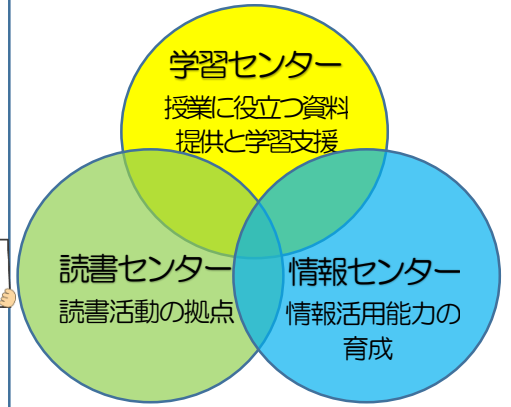 学習センター
授業に役立つ資料
提供と学習支援
読書センター
読書活動の拠点
情報センター
情報活用能力の
育成